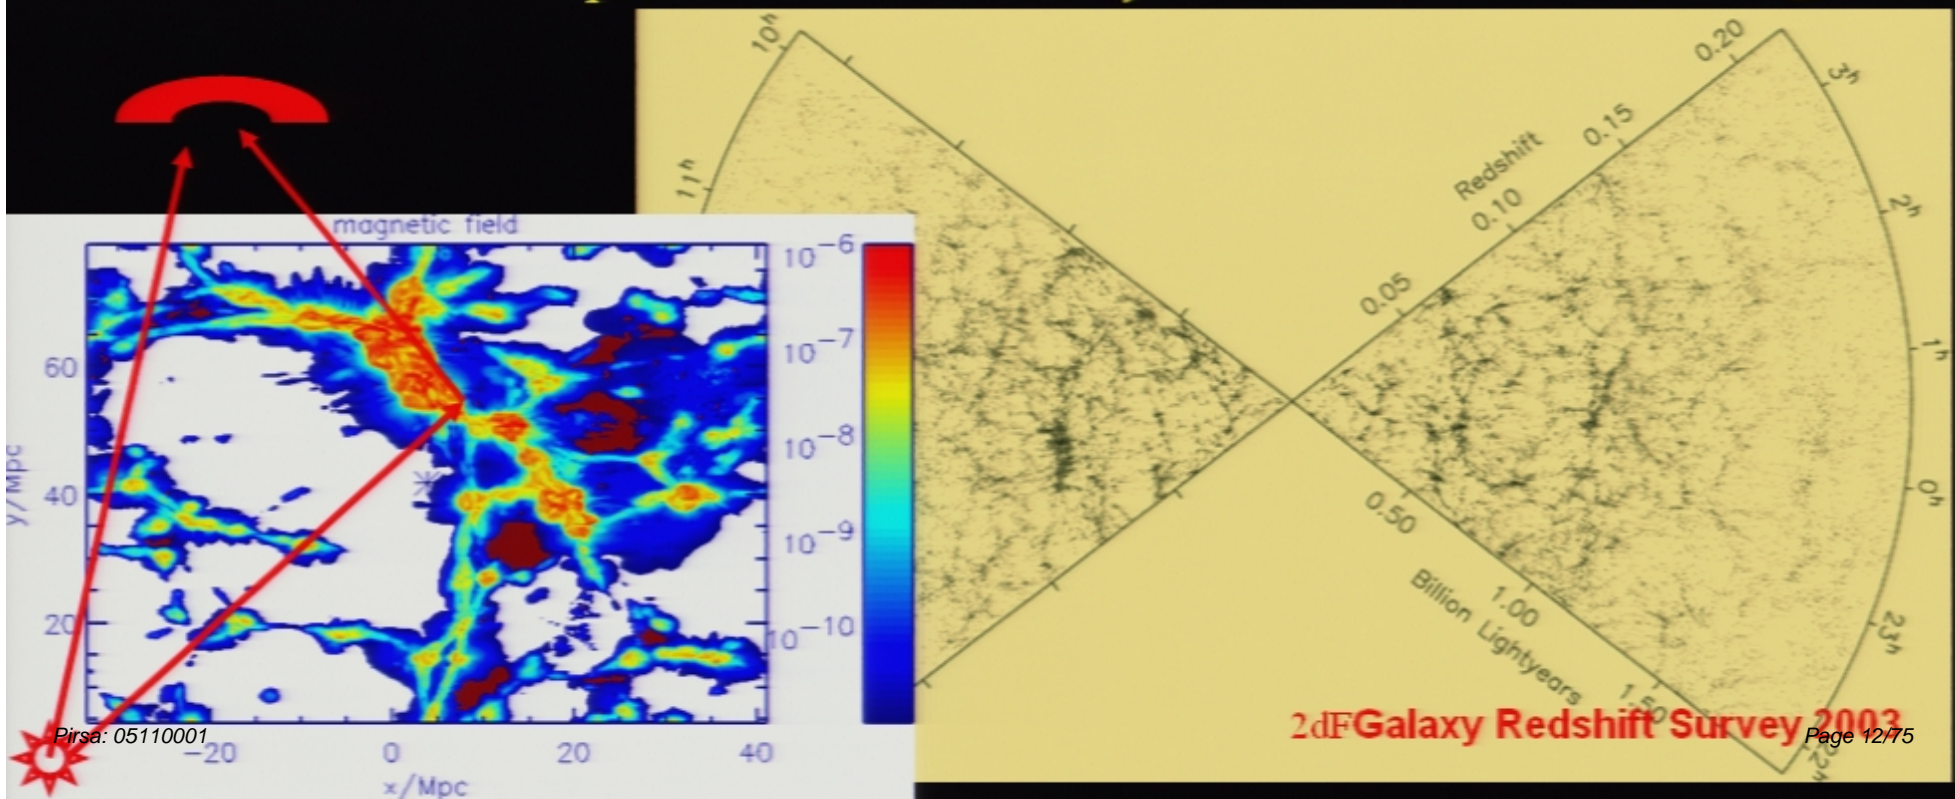 magnetic field
10−6
10−7
10−8
10−9
10−10
60
40
20
y/Mpc
−20
0
20
40
x/Mpc
10h
11h
0.20
0.15
Redshift
0.10
0.05
3h
2h
1h
0h
23h
22h
0.50
1.00
Billion Lightyears
1.50
2dFGalaxy Redshift Survey 2003
Pirsa: 05110001
Page 12/75